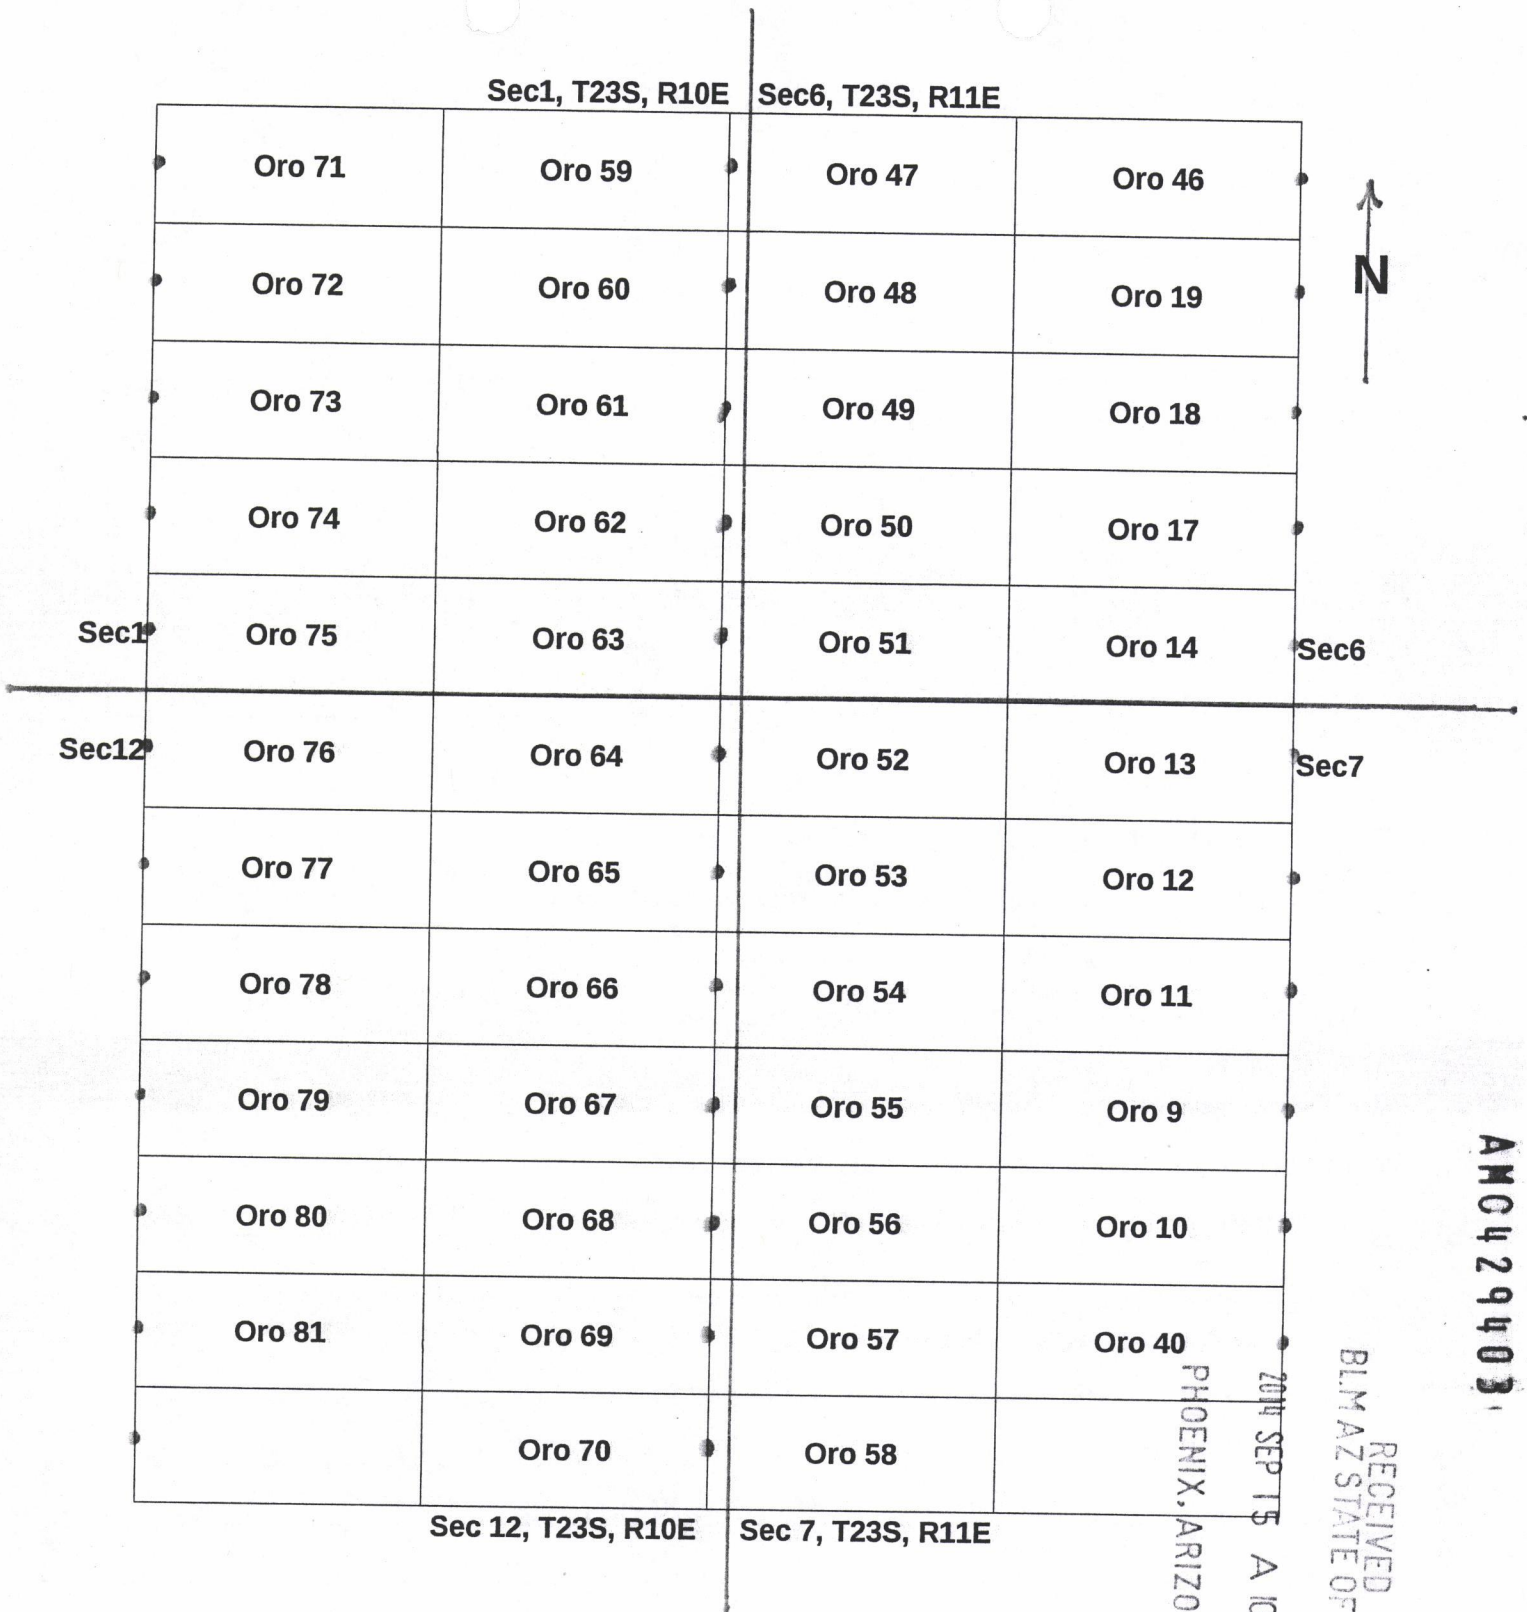 Sec1, T23S, R10E Sec6, T23S, R11E
Oro 71 Oro 59 Oro 47 Oro 46
N
Oro 72 Oro 60 Oro 48 Oro 19
Oro 73 Oro 61 Oro 49 Oro 18
Oro 74 Oro 62 Oro 50 Oro 17
Sec1 Oro 75 Oro 63 Oro 51 Oro 14 Sec6
Sec12 Oro 76 Oro 64 Oro 52 Oro 13 Sec7
Oro 77 Oro 65 Oro 53 Oro 12
Oro 78 Oro 66 Oro 54 Oro 11
Oro 79 Oro 67 Oro 55 Oro 9
Oro 80 Oro 68 Oro 56 Oro 10
Oro 81 Oro 69 Oro 57 Oro 40
Oro 70 Oro 58
Sec 12, T23S, R10E Sec 7, T23S, R11E
AMC429403
RECEIVED
BLM AZ STATE OF
2014 SEP 15 A 10
PHOENIX, ARIZO